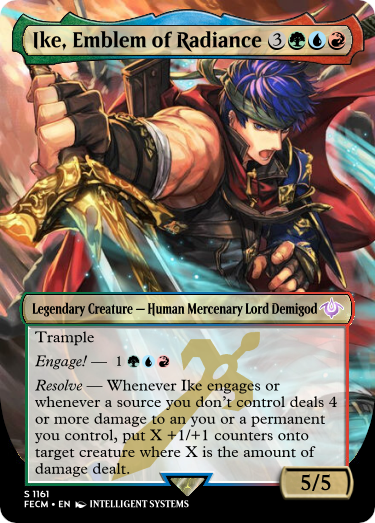 Ike, Emblem of Radiance 3
Legendary Creature — Human Mercenary Lord Demigod
Trample
Engage! — 1
Resolve — Whenever Ike engages or
whenever a source you don't control deals 4
or more damage to an you or a permanent
you control, put X +1/+1 counters onto
target creature where X is the amount of
damage dealt.
5/5
S 1161
FECM • EN INTELLIGENT SYSTEMS